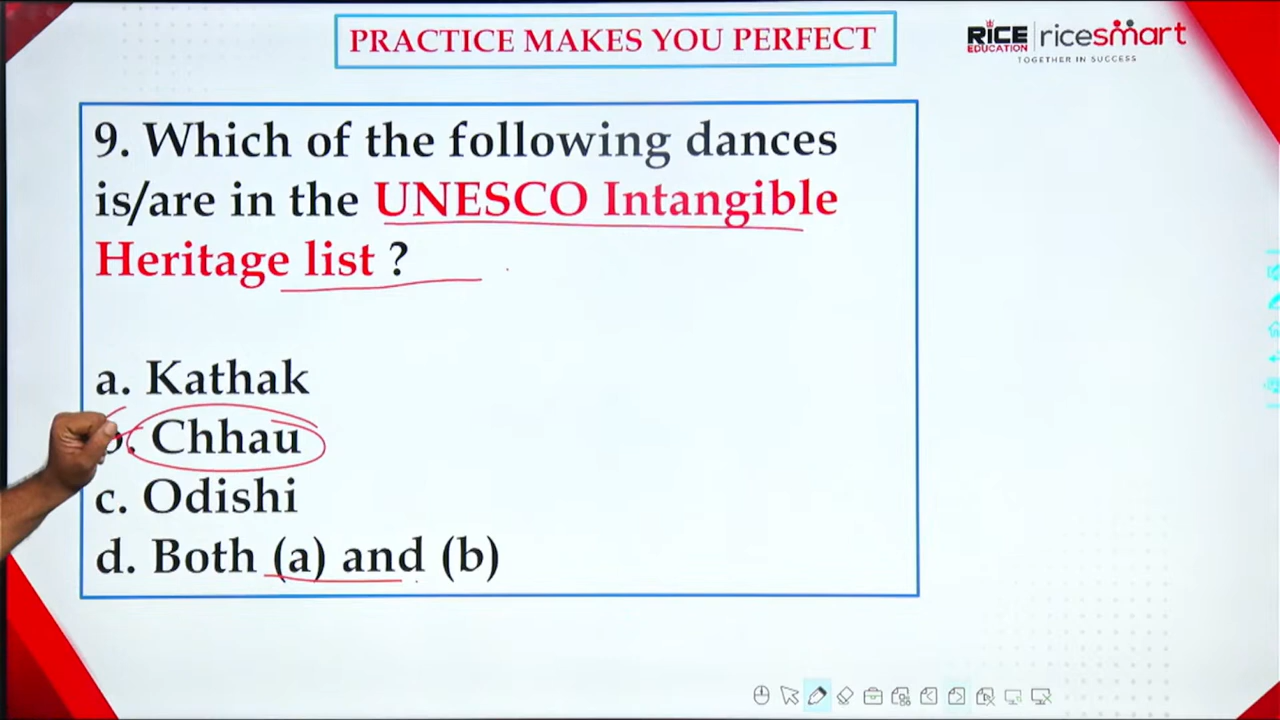 PRACTICE MAKES YOU PERFECT
RICE EDUCATION ricesmart
TOGETHER IN SUCCESS
9. Which of the following dances
is/are in the UNESCO Intangible
Heritage list ?
a. Kathak
b. Chhau
c. Odishi
d. Both (a) and (b)